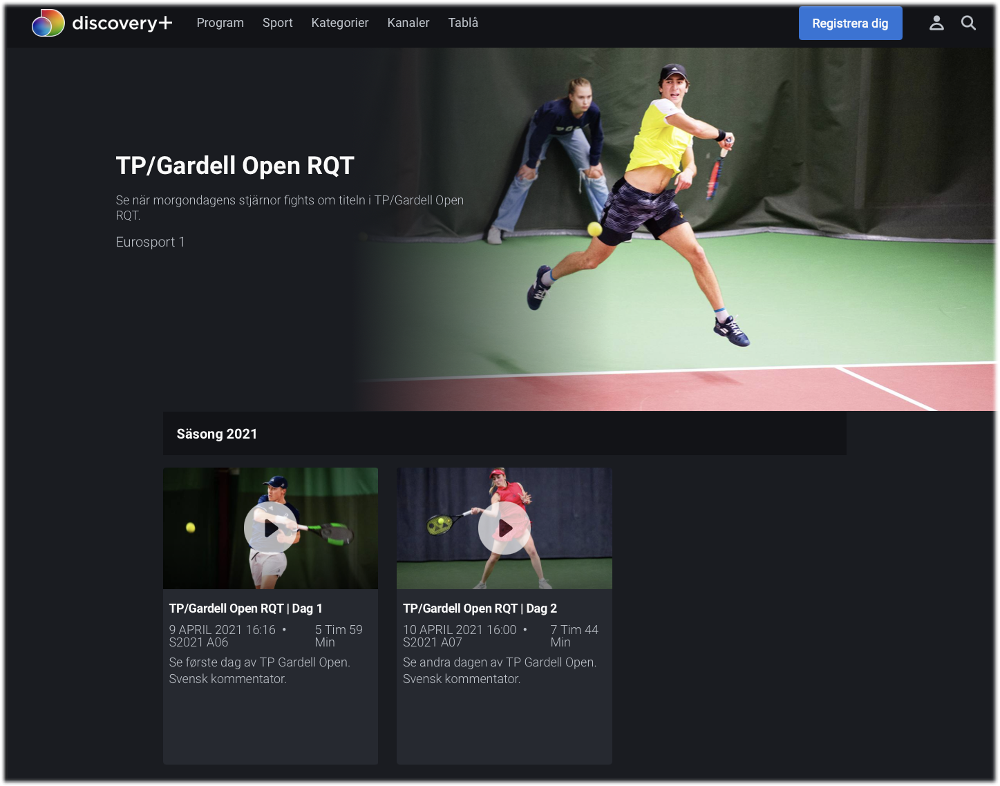 discovery+ Program Sport Kategorier Kanaler Tablå Registrera dig
TP/Gardell Open RQT
Se när morgondagens stjärnor fights om titeln i TP/Gardell Open
RQT.
Eurosport 1
Säsong 2021
TP/Gardell Open RQT | Dag 1
9 APRIL 2021 16:16 • 5 Tim 59
S2021 A06 Min
Se første dag av TP Gardell Open.
Svensk kommentator.
TP/Gardell Open RQT | Dag 2
10 APRIL 2021 16:00 • 7 Tim 44
S2021 A07 Min
Se andra dagen av TP Gardell Open.
Svensk kommentator.